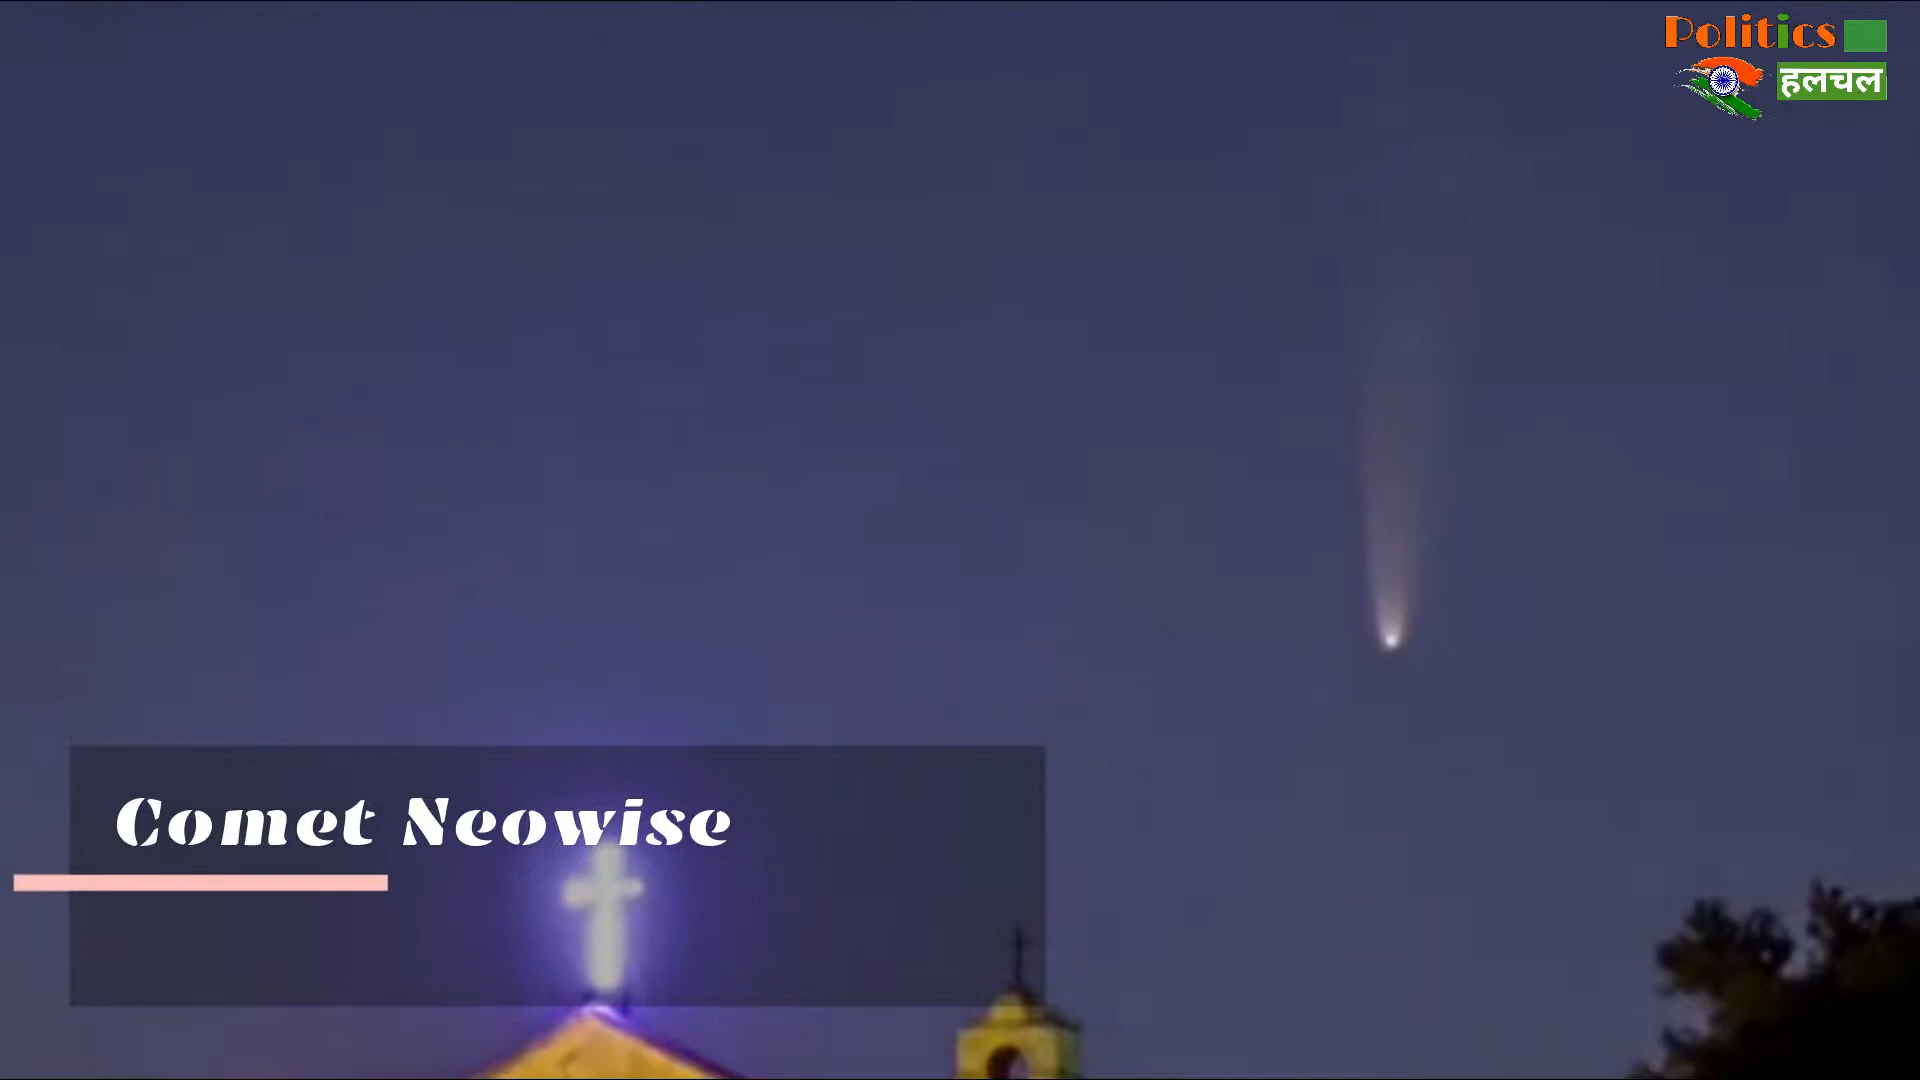 Politics
हलचल
Comet Neowise